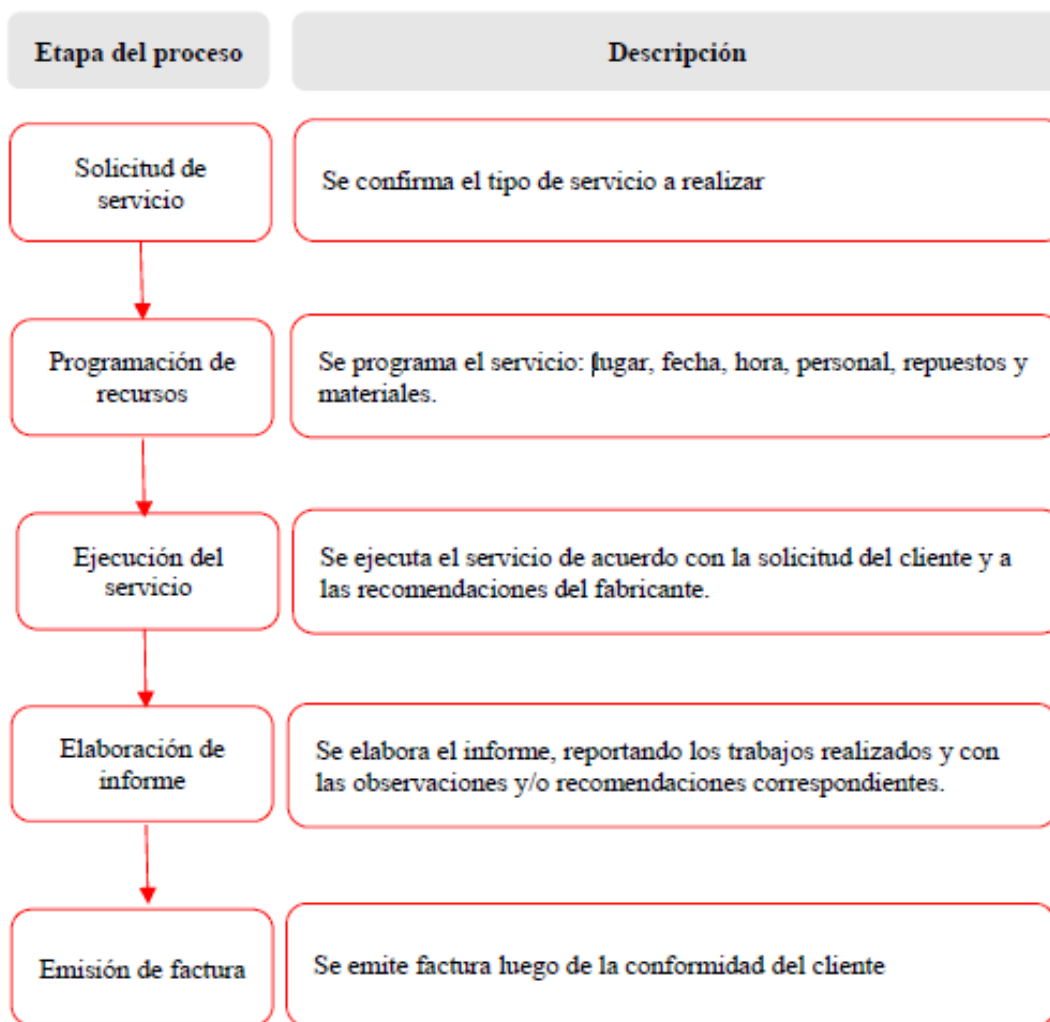 Etapa del proceso
Descripción
Solicitud de
servicio
Se confirma el tipo de servicio a realizar
Programación de
recursos
Se programa el servicio: lugar, fecha, hora, personal, repuestos y
materiales.
Ejecución del
servicio
Se ejecuta el servicio de acuerdo con la solicitud del cliente y a
las recomendaciones del fabricante.
Elaboración de
informe
Se elabora el informe, reportando los trabajos realizados y con
las observaciones y/o recomendaciones correspondientes.
Emisión de factura
Se emite factura luego de la conformidad del cliente